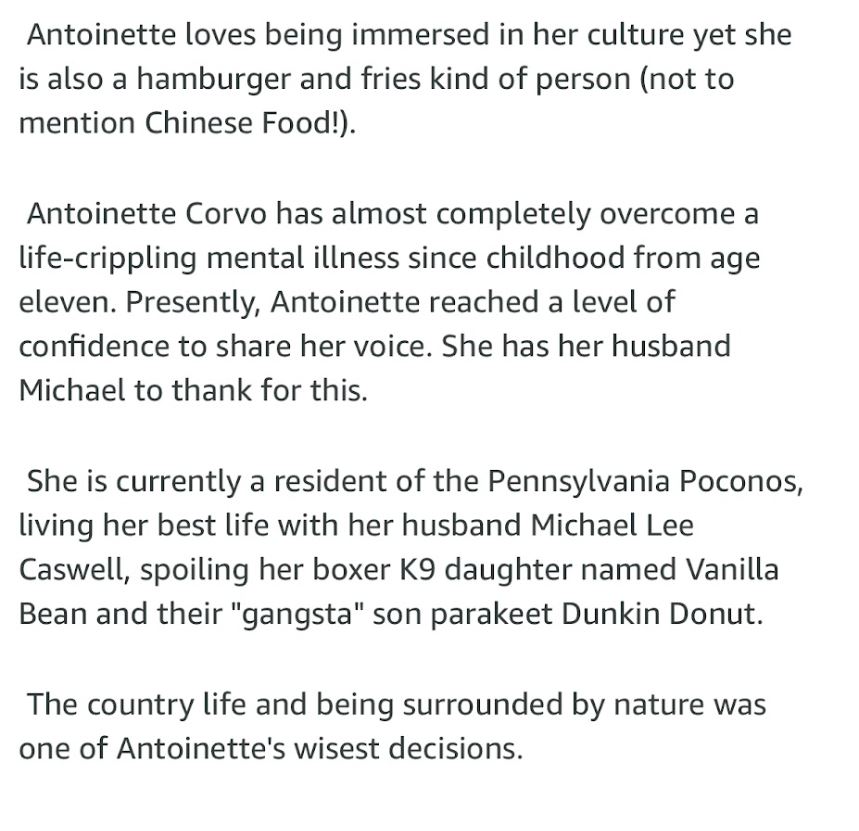 Antoinette loves being immersed in her culture yet she
is also a hamburger and fries kind of person (not to
mention Chinese Food!).
Antoinette Corvo has almost completely overcome a
life-crippling mental illness since childhood from age
eleven. Presently, Antoinette reached a level of
confidence to share her voice. She has her husband
Michael to thank for this.
She is currently a resident of the Pennsylvania Poconos,
living her best life with her husband Michael Lee
Caswell, spoiling her boxer K9 daughter named Vanilla
Bean and their "gangsta" son parakeet Dunkin Donut.
The country life and being surrounded by nature was
one of Antoinette's wisest decisions.